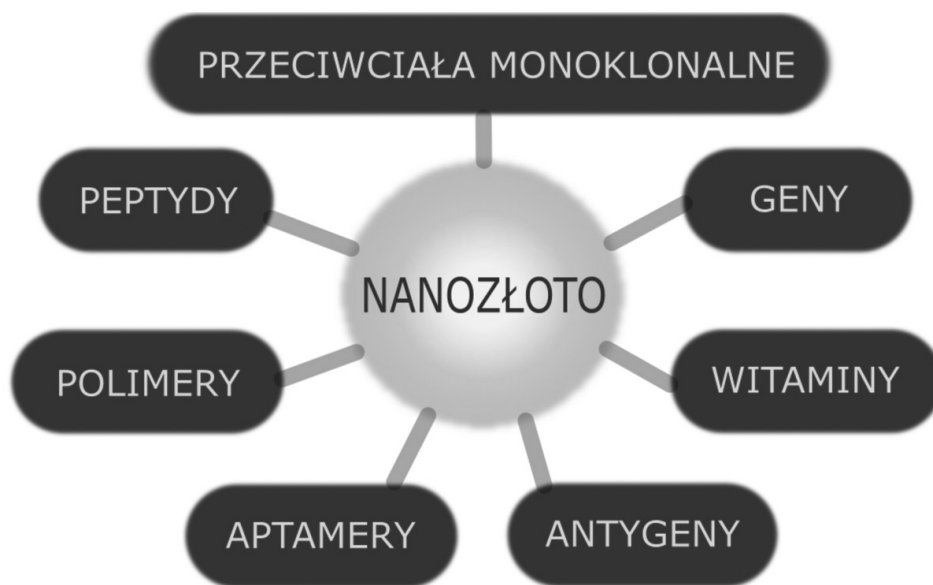 PRZECIWCIAŁA MONOKLONALNE
PEPTYDY
GENY
NANOZŁOTO
POLIMERY
WITAMINY
APTAMERY
ANTYGENY